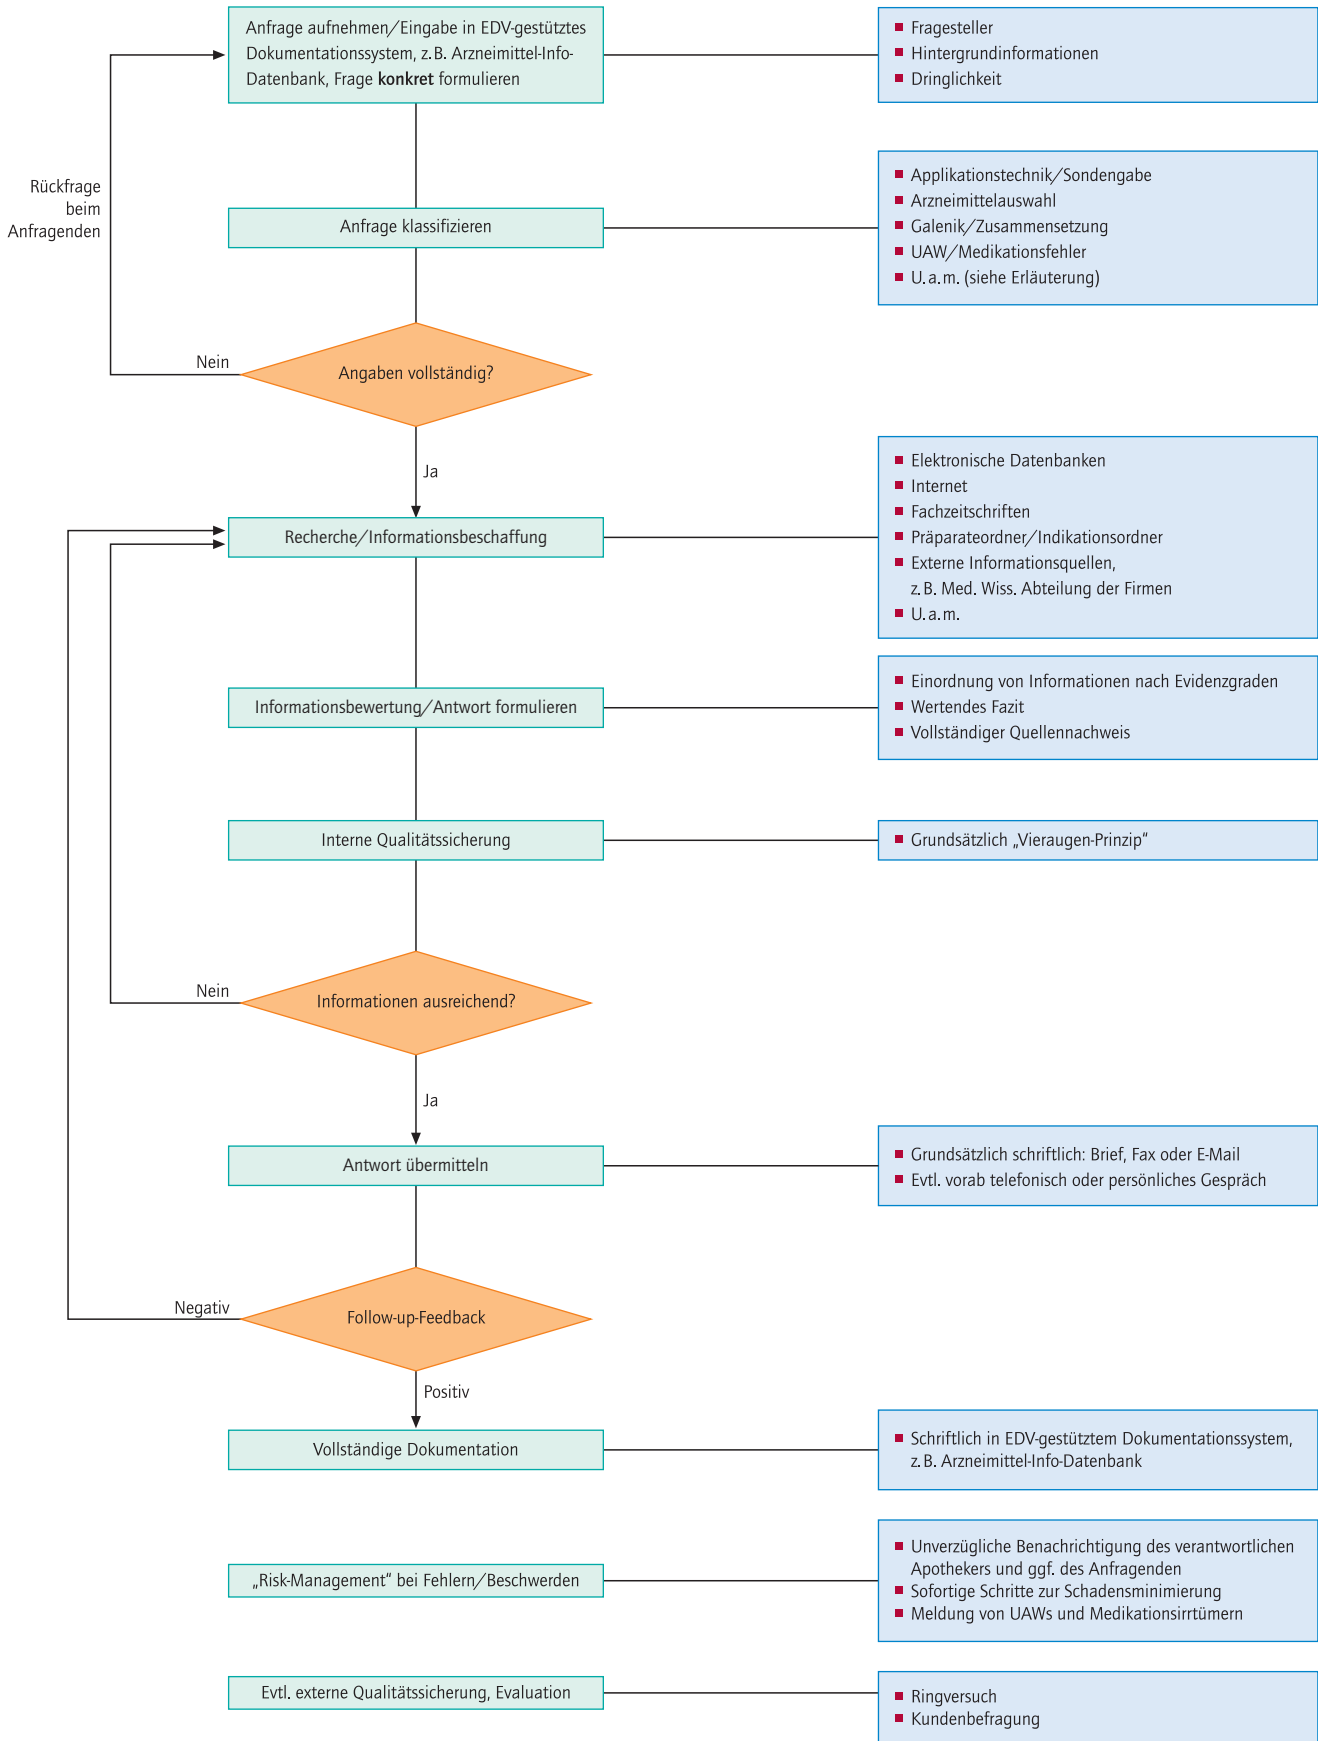 Anfrage aufnehmen/Eingabe in EDV-gestütztes
Dokumentationssystem, z.B. Arzneimittel-Info-
Datenbank, Frage konkret formulieren
■ Fragesteller
■ Hintergrundinformationen
■ Dringlichkeit
Rückfrage
beim
Anfragenden
Anfrage klassifizieren
■ Applikationstechnik/Sondengabe
■ Arzneimittelauswahl
■ Galenik/Zusammensetzung
■ UAW/Medikationsfehler
■ U.a.m. (siehe Erläuterung)
Nein
Angaben vollständig?
Ja
Recherche/Informationsbeschaffung
■ Elektronische Datenbanken
■ Internet
■ Fachzeitschriften
■ Präparateordner/Indikationsordner
■ Externe Informationsquellen,
z.B. Med. Wiss. Abteilung der Firmen
■ U.a.m.
Informationsbewertung/Antwort formulieren
■ Einordnung von Informationen nach Evidenzgraden
■ Wertendes Fazit
■ Vollständiger Quellennachweis
Interne Qualitätssicherung
■ Grundsätzlich „Vieraugen-Prinzip“
Nein
Informationen ausreichend?
Ja
Antwort übermitteln
■ Grundsätzlich schriftlich: Brief, Fax oder E-Mail
■ Evtl. vorab telefonisch oder persönliches Gespräch
Negativ
Follow-up-Feedback
Positiv
Vollständige Dokumentation
■ Schriftlich in EDV-gestütztem Dokumentationssystem,
z.B. Arzneimittel-Info-Datenbank
„Risk-Management“ bei Fehlern/Beschwerden
■ Unverzügliche Benachrichtigung des verantwortlichen
Apothekers und ggf. des Anfragenden
■ Sofortige Schritte zur Schadensminimierung
■ Meldung von UAWs und Medikationsirrtümern
Evtl. externe Qualitätssicherung, Evaluation
■ Ringversuch
■ Kundenbefragung